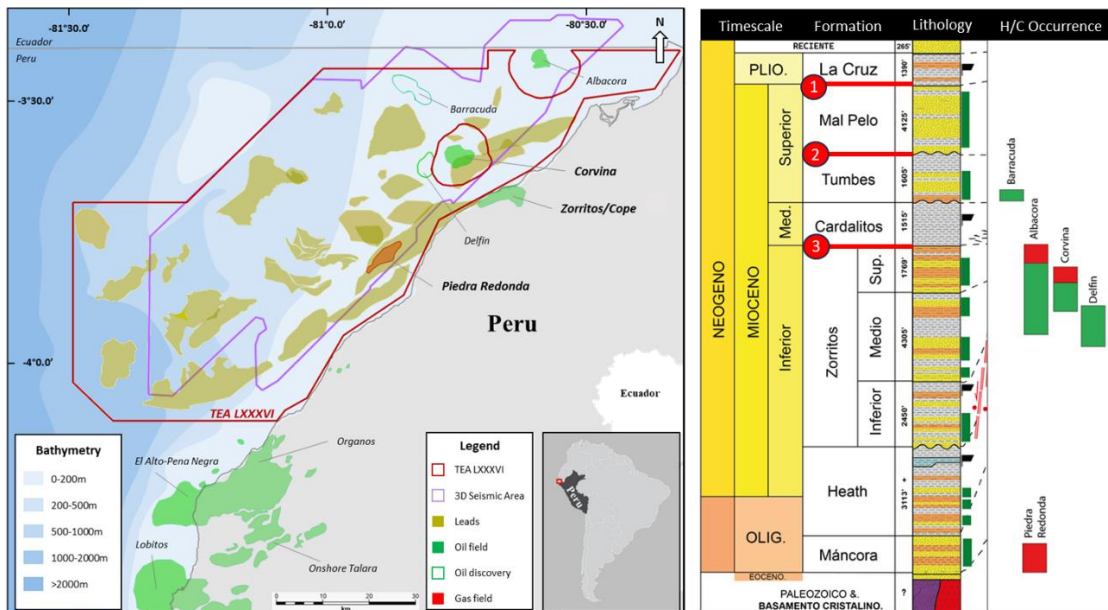 -81°30.0'
-81°0.0'
-80°30.0'
Ecuador
Peru
N
Albacora
-3°30.0'
Barracuda
Corvina
Zorritos/Cope
Delfin
Piedra Redonda
Peru
-4°0.0'
Ecuador
TEA LXXXVI
Bathymetry
0-200m
200-500m
500-1000m
1000-2000m
>2000m
Organos
El Alto-Pena Negra
Lobitos
Onshore Talara
0
10
20
30
km
Legend
TEA LXXXVI
3D Seismic Area
Leads
Oil field
Oil discovery
Gas field
Peru
Timescale
Formation
Lithology
H/C Occurrence
RECIENTE
265'
PLIO.
La Cruz
1390'
1
NEOGENO
MIOCENO
Superior
Mal Pelo
4125'
2
Tumbes
1605'
Barracuda
Med.
Cardalitos
1515'
Albacora
3
Corvina
Inferior
Zorritos
Sup.
1769'
Delfin
Medio
4305'
Inferior
2450'
Heath
3113' +
OLIG.
Máncora
Piedra
Redonda
EOCENO.
PALEOZOICO &.
BASAMENTO CRISTALINO.
?